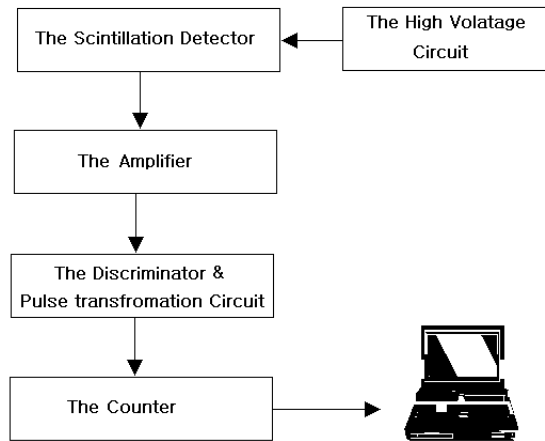 The Scintillation Detector
The High Volatage
Circuit
The Amplifier
The Discriminator &
Pulse transfromation Circuit
The Counter